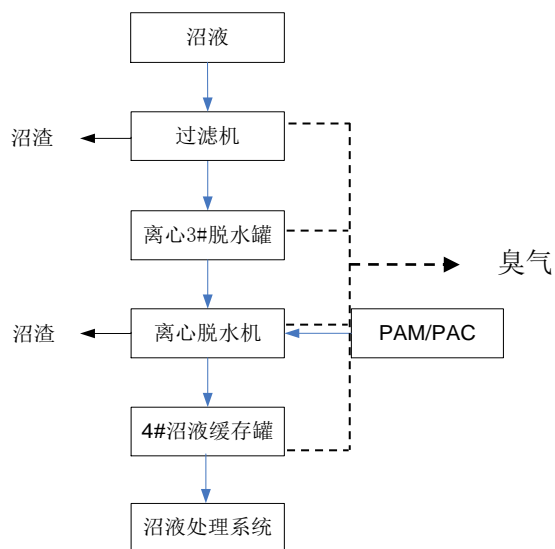 沼液
沼渣
过滤机
离心3#脱水罐
臭气
沼渣
离心脱水机
PAM/PAC
4#沼液缓存罐
沼液处理系统